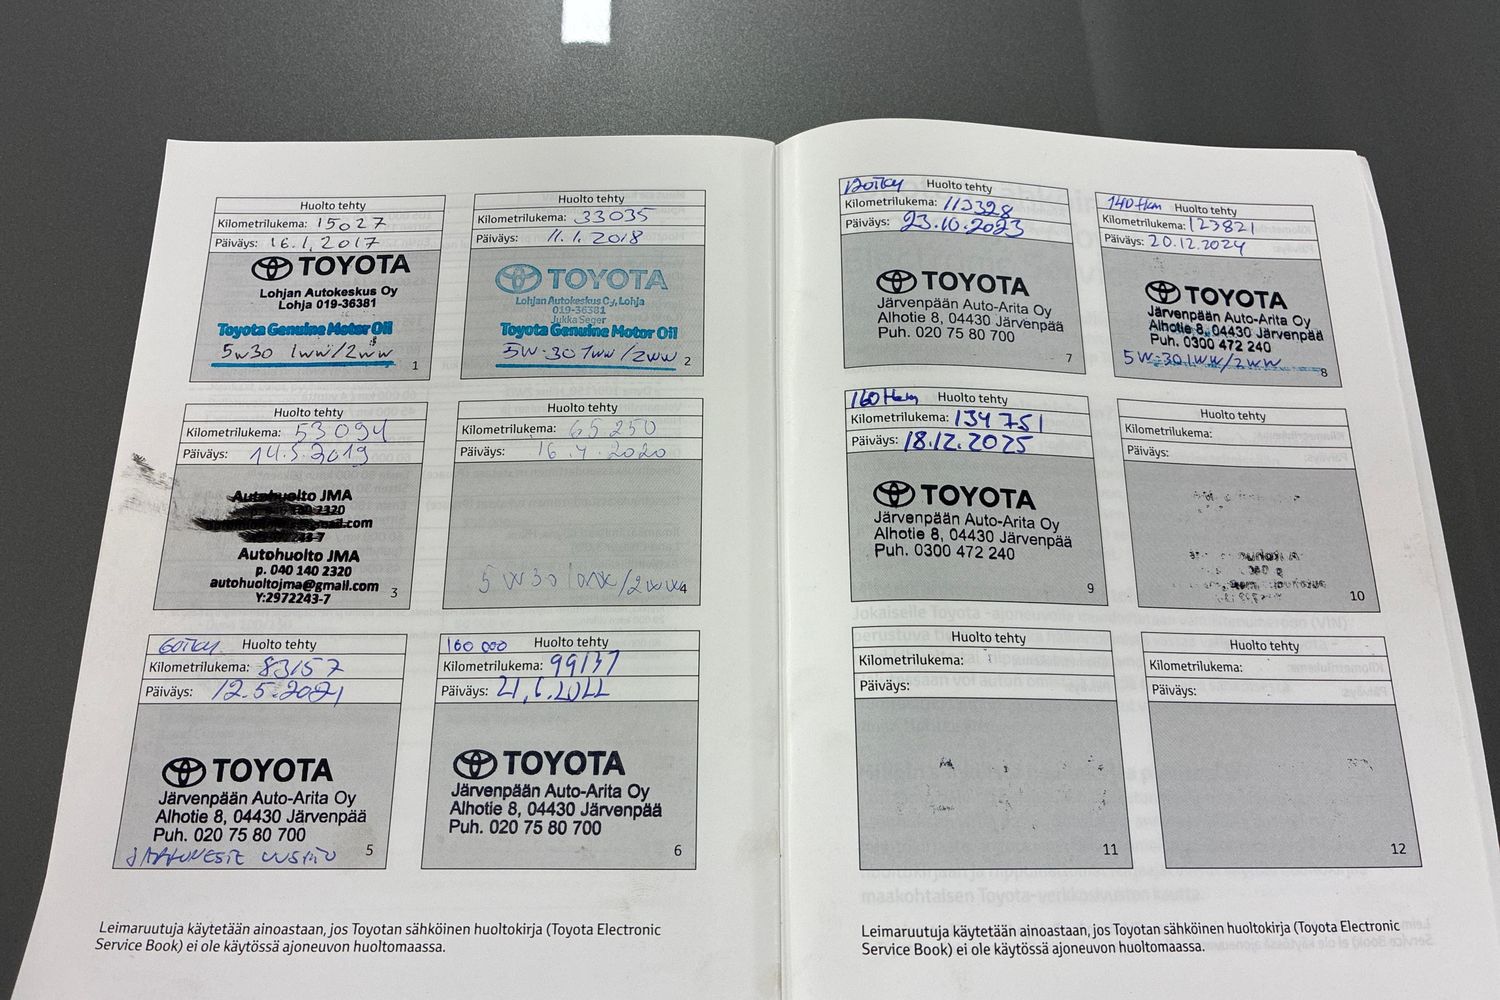 Huolto tehty
Kilometrilukema: 15027
Päiväys: 16.1.2017
TOYOTA
Lohjan Autokeskus Oy
Lohja 019-36381
Toyota Genuine Motor Oil
5w30 1ww/2ww
1
Huolto tehty
Kilometrilukema: 33035
Päiväys: 11.1.2018
TOYOTA
Lohjan Autokeskus Oy, Lohja
019-36381
Jukka Seger
Toyota Genuine Motor Oil
5W-30 1ww/2ww
2
Huolto tehty
Kilometrilukema: 53094
Päiväys: 14.5.2019
Autohuolto JMA
Autohuolto JMA
p. 040 140 2320
autohuoltojma@gmail.com
Y:2972243-7
3
Huolto tehty
Kilometrilukema: 65250
Päiväys: 16.4.2020
5W30 1ww/2ww
4
Huolto tehty
Kilometrilukema: 83157
Päiväys: 12.5.2021
TOYOTA
Järvenpään Auto-Arita Oy
Alhotie 8, 04430 Järvenpää
Puh. 020 75 80 700
5
160 000 Huolto tehty
Kilometrilukema: 99137
Päiväys: 21.6.2022
TOYOTA
Järvenpään Auto-Arita Oy
Alhotie 8, 04430 Järvenpää
Puh. 020 75 80 700
6
Leimaruutuja käytetään ainoastaan, jos Toyotan sähköinen huoltokirja (Toyota Electronic
Service Book) ei ole käytössä ajoneuvon huoltomaassa.
120tkm Huolto tehty
Kilometrilukema: 113328
Päiväys: 23.10.2023
TOYOTA
Järvenpään Auto-Arita Oy
Alhotie 8, 04430 Järvenpää
Puh. 020 75 80 700
7
140tkm Huolto tehty
Kilometrilukema: 123821
Päiväys: 20.12.2024
TOYOTA
Järvenpään Auto-Arita Oy
Alhotie 8, 04430 Järvenpää
Puh. 0300 472 240
5W-30 1ww/2ww
8
160tkm Huolto tehty
Kilometrilukema: 134751
Päiväys: 18.12.2025
TOYOTA
Järvenpään Auto-Arita Oy
Alhotie 8, 04430 Järvenpää
Puh. 0300 472 240
9
Huolto tehty
Kilometrilukema:
Päiväys:
10
Huolto tehty
Kilometrilukema:
Päiväys:
11
Huolto tehty
Kilometrilukema:
Päiväys:
12
Leimaruutuja käytetään ainoastaan, jos Toyotan sähköinen huoltokirja (Toyota Electronic
Service Book) ei ole käytössä ajoneuvon huoltomaassa.